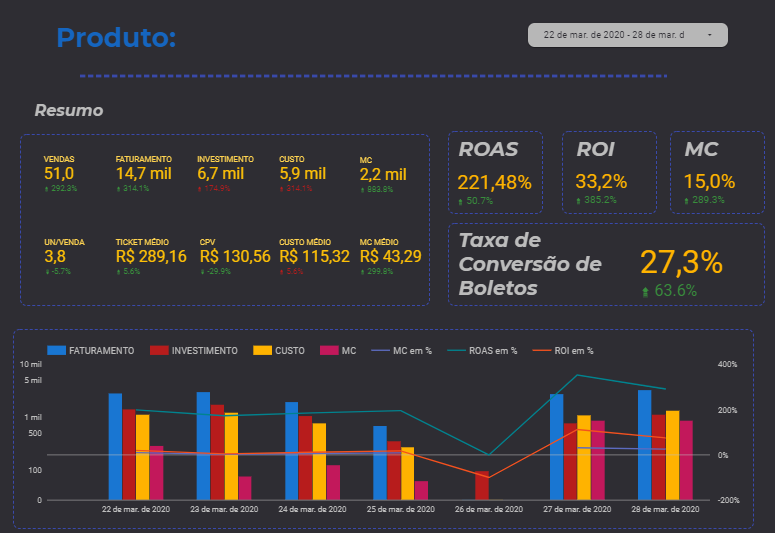 Produto:
22 de mar. de 2020 - 28 de mar. d
Resumo
VENDAS
51,0
292.3%
FATURAMENTO
14,7 mil
314.1%
INVESTIMENTO
6,7 mil
174.9%
CUSTO
5,9 mil
314.1%
MC
2,2 mil
883.8%
UN/VENDA
3,8
-5.7%
TICKET MÉDIO
R$ 289,16
5.6%
CPV
R$ 130,56
-29.9%
CUSTO MÉDIO
R$ 115,32
5.6%
MC MÉDIO
R$ 43,29
299.8%
ROAS
221,48%
50.7%
ROI
33,2%
385.2%
MC
15,0%
289.3%
Taxa de
Conversão de
Boletos
27,3%
63.6%
FATURAMENTO INVESTIMENTO CUSTO MC MC em % ROAS em % ROI em %
10 mil
5 mil
1 mil
500
100
0
400%
200%
0%
-200%
22 de mar. de 2020 23 de mar. de 2020 24 de mar. de 2020 25 de mar. de 2020 26 de mar. de 2020 27 de mar. de 2020 28 de mar. de 2020